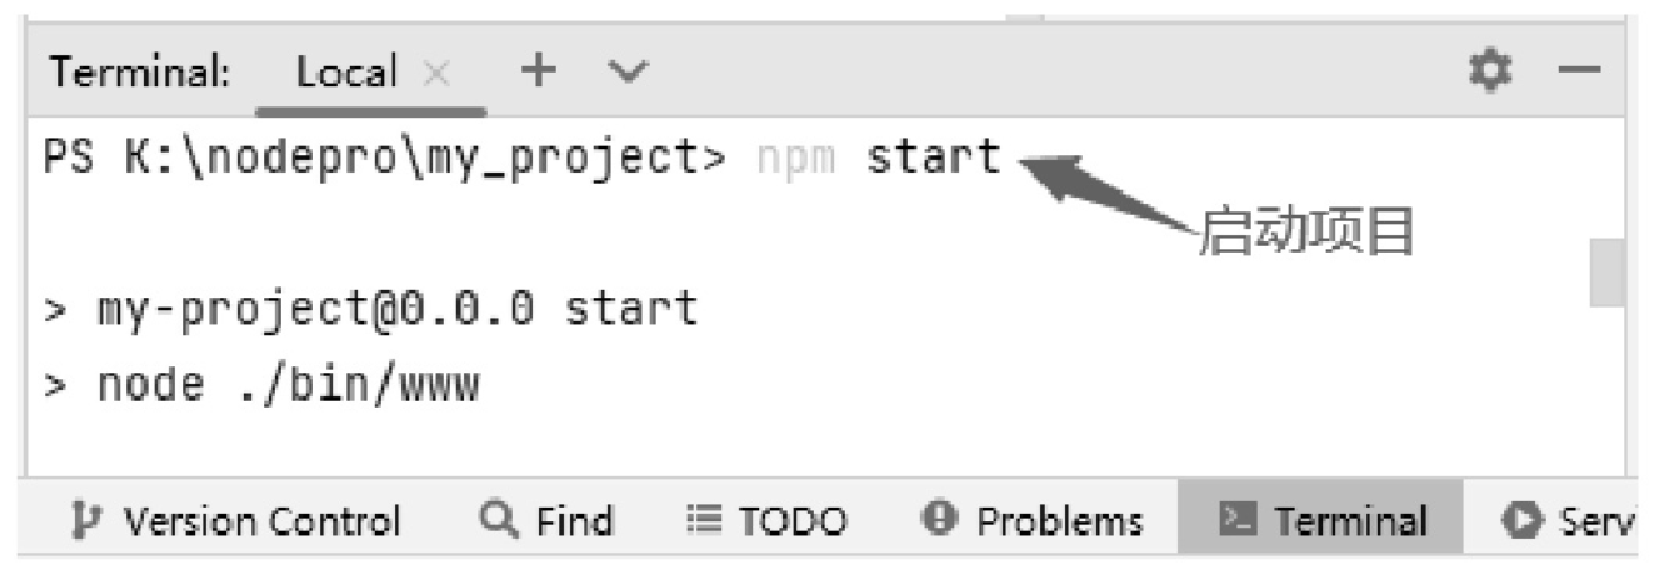 Terminal: Local
PS K:\nodepro\my_project> npm start
启动项目
> my-project@0.0.0 start
> node ./bin/www
Version Control Find TODO Problems Terminal Serv